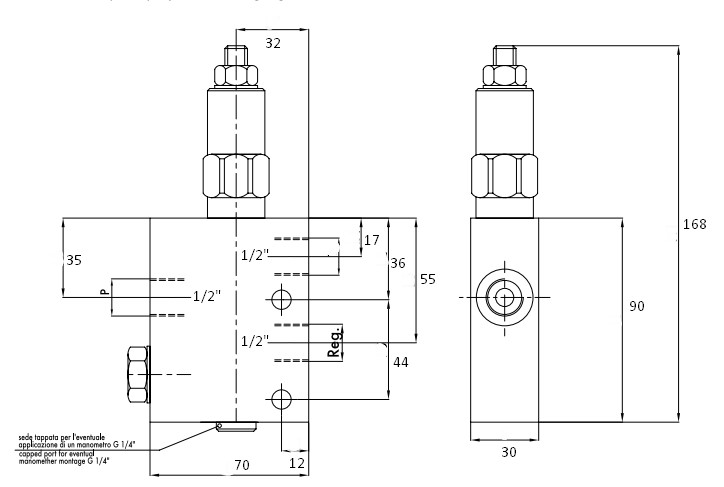 32
168
35
17
1/2"
36
55
P
1/2"
90
1/2"
Reg.
44
sede tappata per l'eventuale
applicazione di un manometro G 1/4"
capped port for eventual
manomether montage G 1/4"
70
12
30